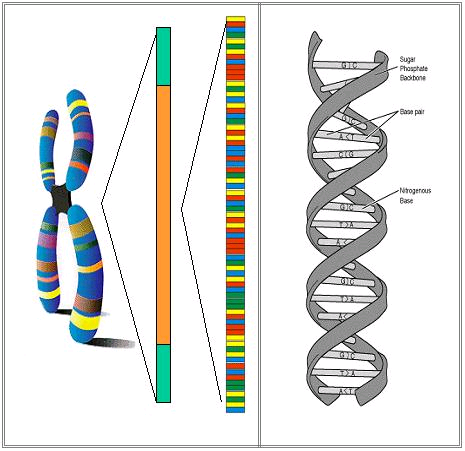 G C
Sugar
Phosphate
Backbone
G C
Base pair
A<T
C G
Nitrogenous
Base
G C
T>A
A<
G C
T>A
A<
G C
T>A
A<T